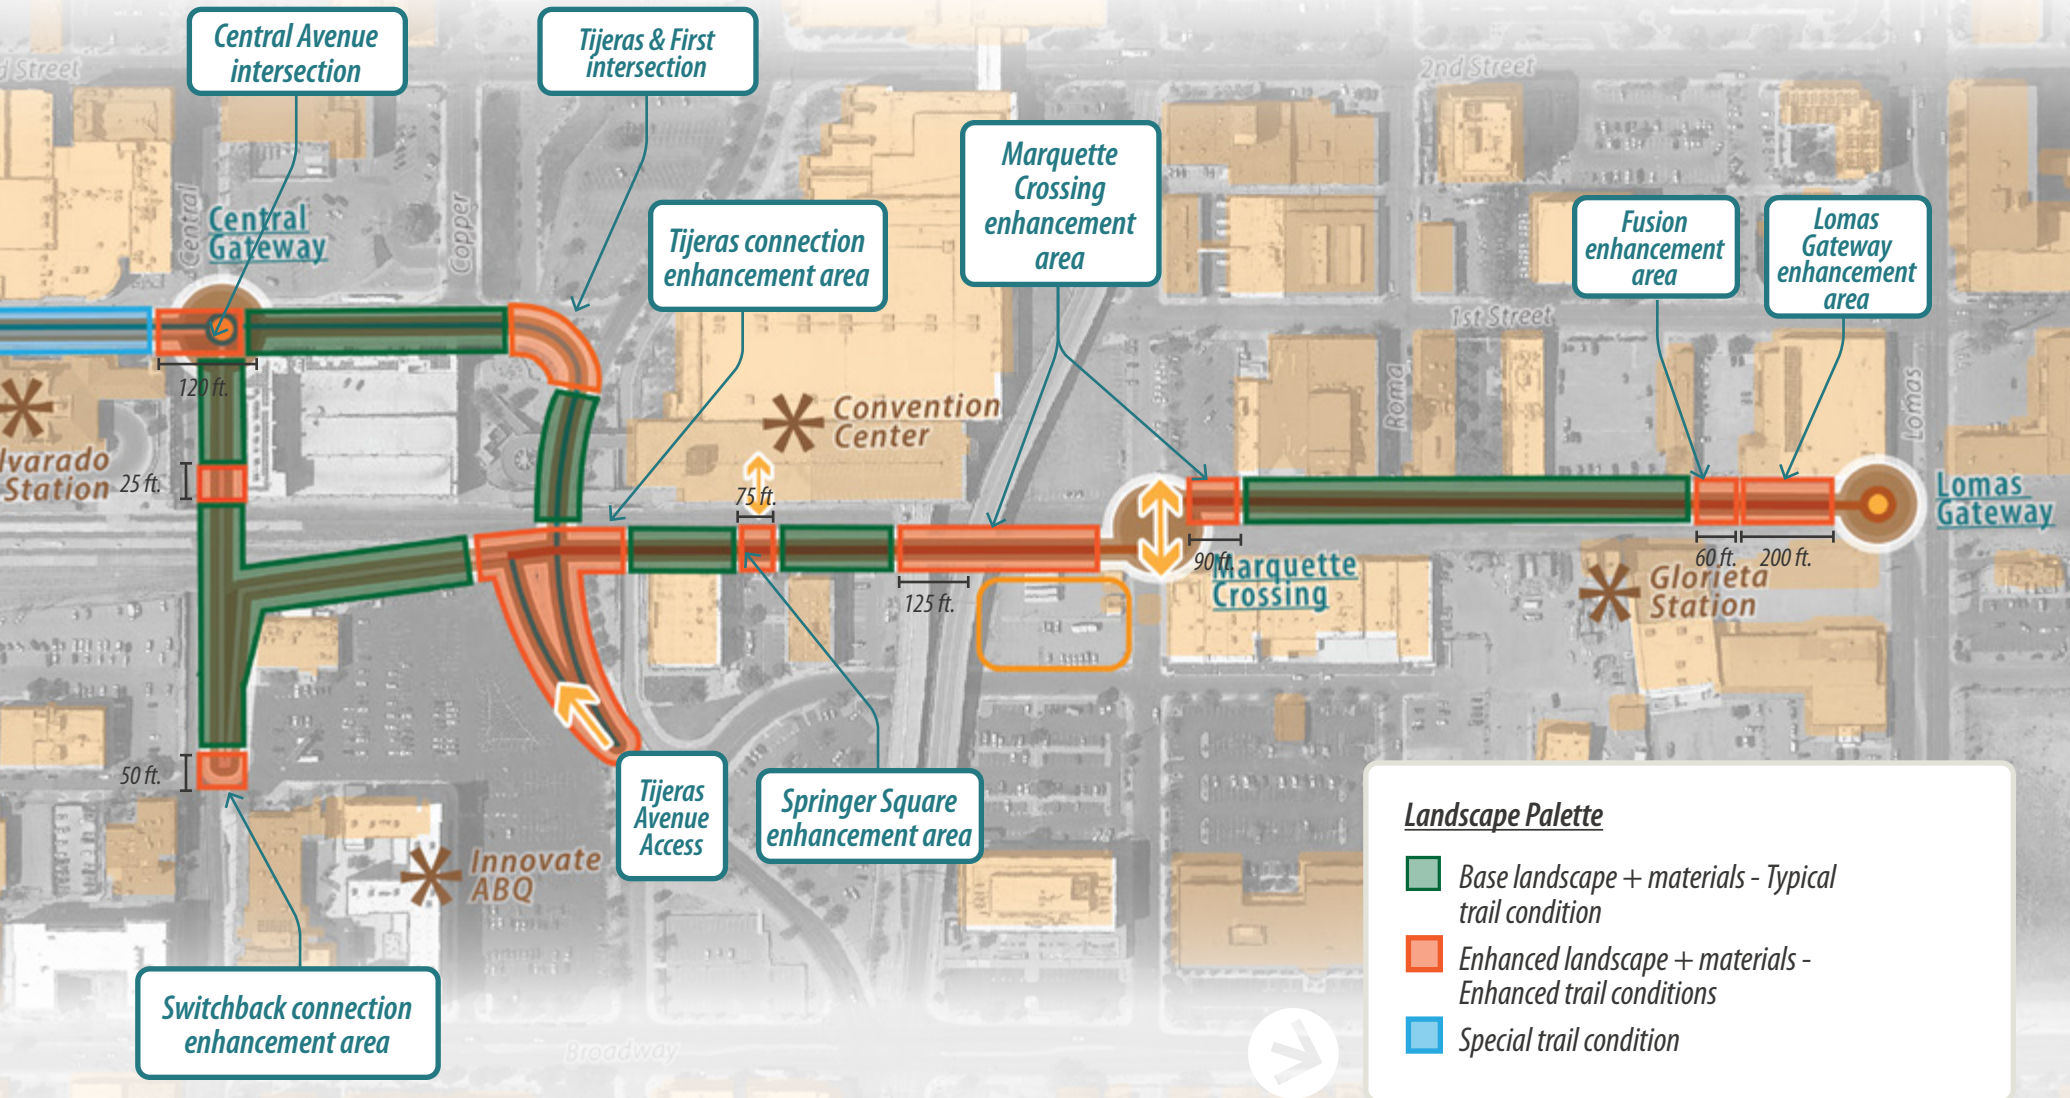 Central Avenue
intersection
Tijeras & First
intersection
2nd Street
d Street
Marquette
Crossing
enhancement
area
Central
Central
Gateway
Copper
Tijeras connection
enhancement area
Fusion
enhancement
area
Lomas
Gateway
enhancement
area
1st Street
120 ft.
Roma
Lomas
Convention
Center
lvarado
Station
25 ft.
75 ft.
Lomas
Gateway
90 ft.
Marquette
Crossing
60 ft.
200 ft.
125 ft.
Glorieta
Station
50 ft.
Tijeras
Avenue
Access
Springer Square
enhancement area
Innovate
ABQ
Switchback connection
enhancement area
Broadway
Landscape Palette
Base landscape + materials - Typical
trail condition
Enhanced landscape + materials -
Enhanced trail conditions
Special trail condition